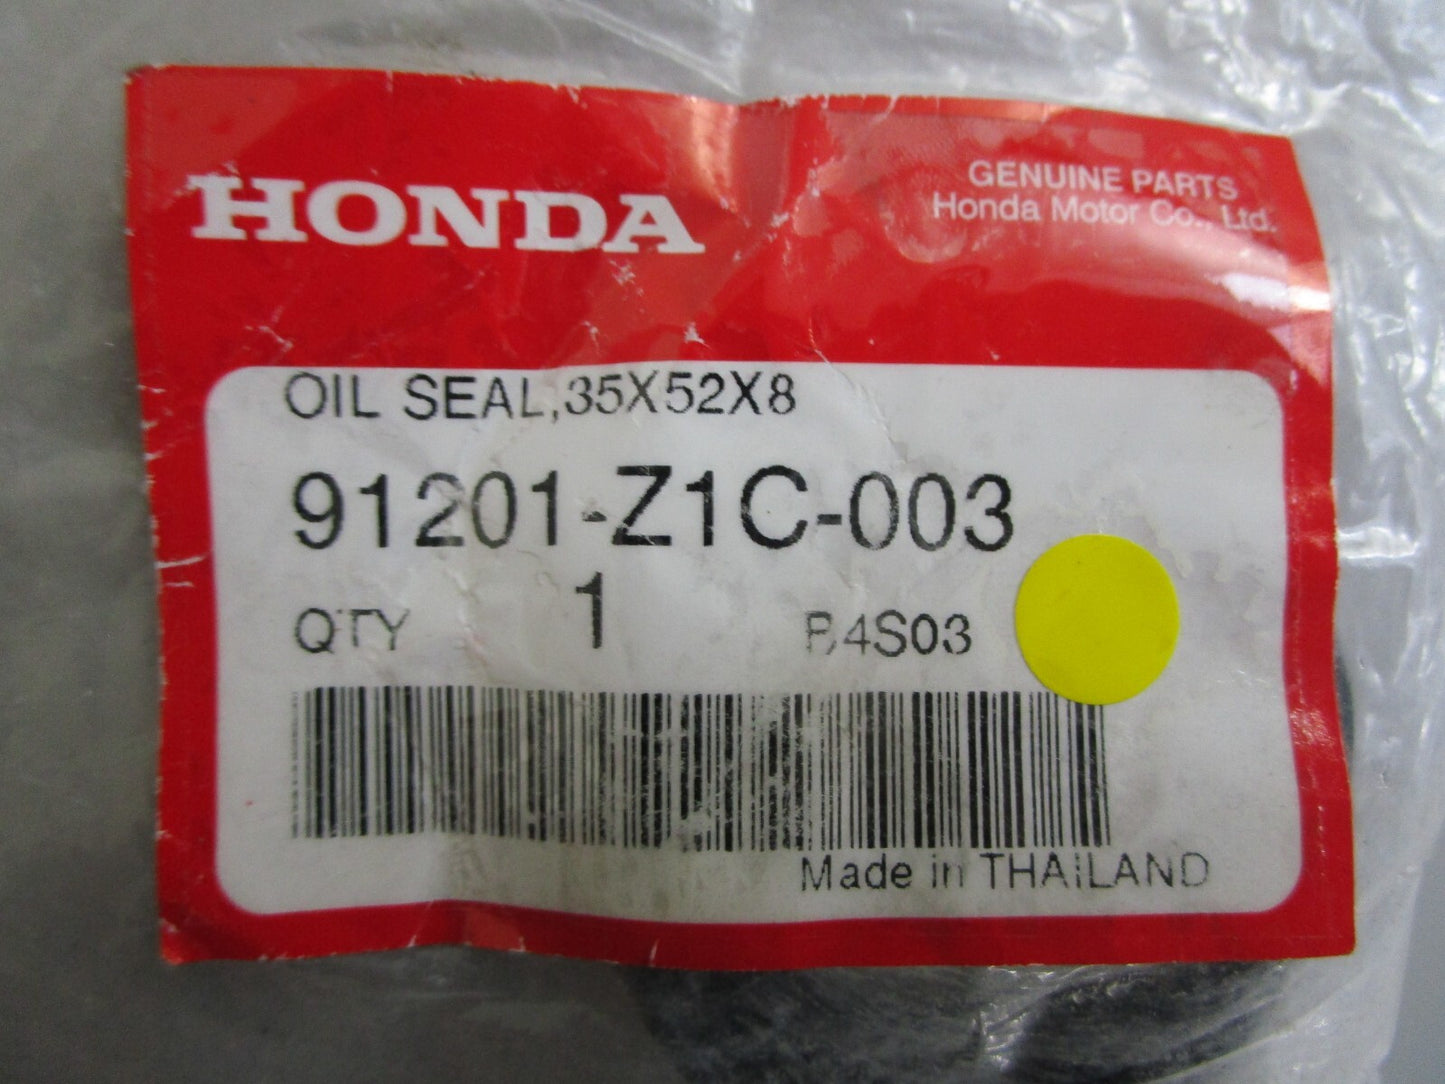 HONDA
GENUINE PARTS
Honda Motor Co., Ltd.
OIL SEAL,35X52X8
91201-Z1C-003
QTY 1 B4S03
Made in THAILAND